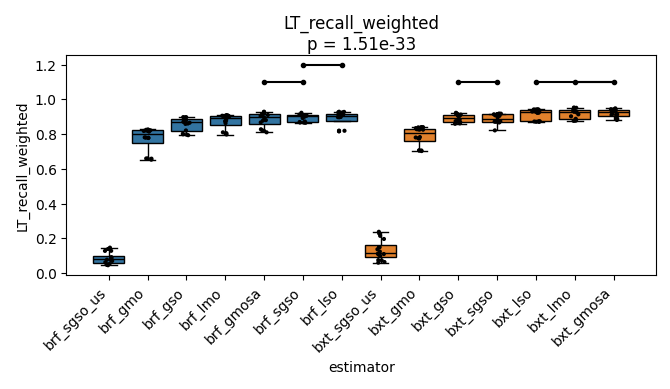 LT_recall_weighted
p = 1.51e-33
LT_recall_weighted
1.2
1.0
0.8
0.6
0.4
0.2
0.0
brf_sgso_us
brf_gmo
brf_gso
brf_lmo
brf_gmosa
brf_sgso
brf_lso
bxt_sgso_us
bxt_gmo
bxt_gso
bxt_sgso
bxt_lso
bxt_lmo
bxt_gmosa
estimator